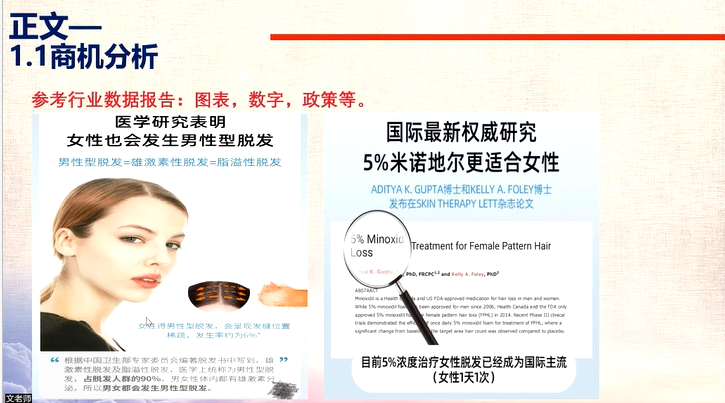 正文—
1.1商机分析
参考行业数据报告：图表，数字，政策等。
医学研究表明
女性也会发生男性型脱发
男性型脱发=雄激素性脱发=脂溢性脱发
女性得男性型脱发，会呈现发缝位置
稀疏，发生率约为6%
“ 根据中国卫生部专家委员会编著脱发书中写到，雄 ”
激素性脱发及脂溢性脱发，医学上统称为男性型脱
发，占脱发人群的90%，男女性体内都有雄激素分
泌，所以男女都会发生男性型脱发。
国际最新权威研究
5%米诺地尔更适合女性
ADITYA K. GUPTA博士和KELLY A. FOLEY博士
发布在SKIN THERAPY LETT杂志论文
5% Minoxid Treatment for Female Pattern Hair
Loss
K. Gupta PhD, FRCPC1,2 and Kelly A. Foley, PhD2
ABSTRACT
Minoxidil is a Health and US FDA-approved medication for hair loss in men and women.
While 5% minoxidil foam been approved for men since 2006, Health Canada and the FDA only
approved 5% minoxidil female pattern hair loss (FPHL) in 2014. Recent Phase III clinical
trials demonstrated the once daily 5% minoxidil foam for treatment of FPHL, where a
significant change from the target area hair count was observed compared to placebo.
目前5%浓度治疗女性脱发已经成为国际主流
（女性1天1次）
文老师